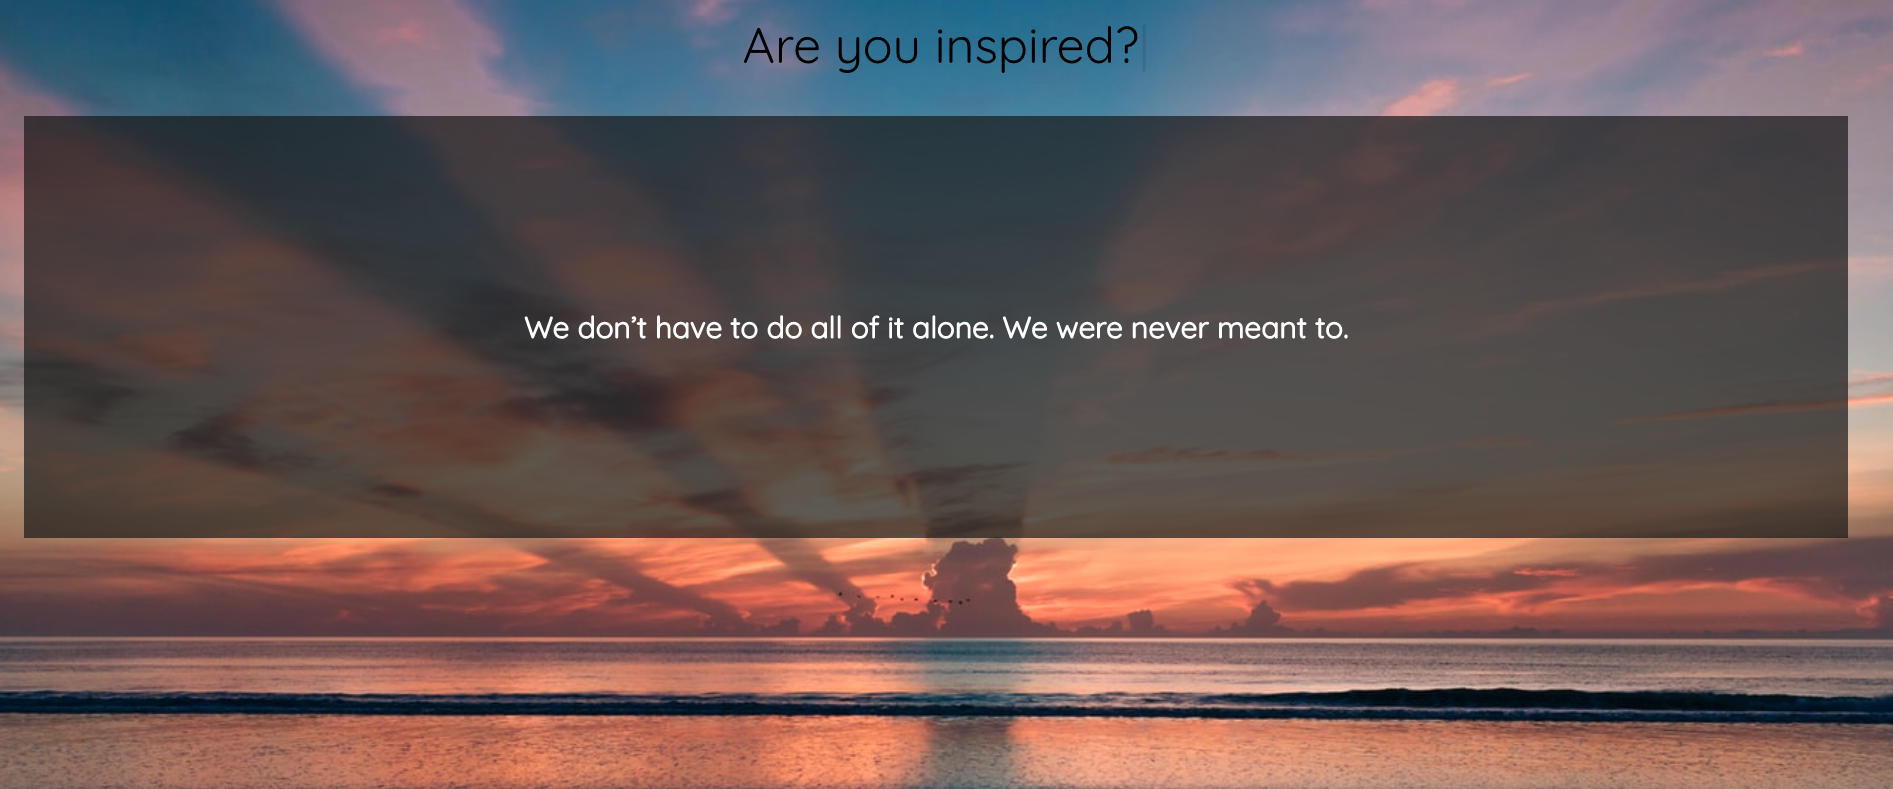 Are you inspired?
We don’t have to do all of it alone. We were never meant to.